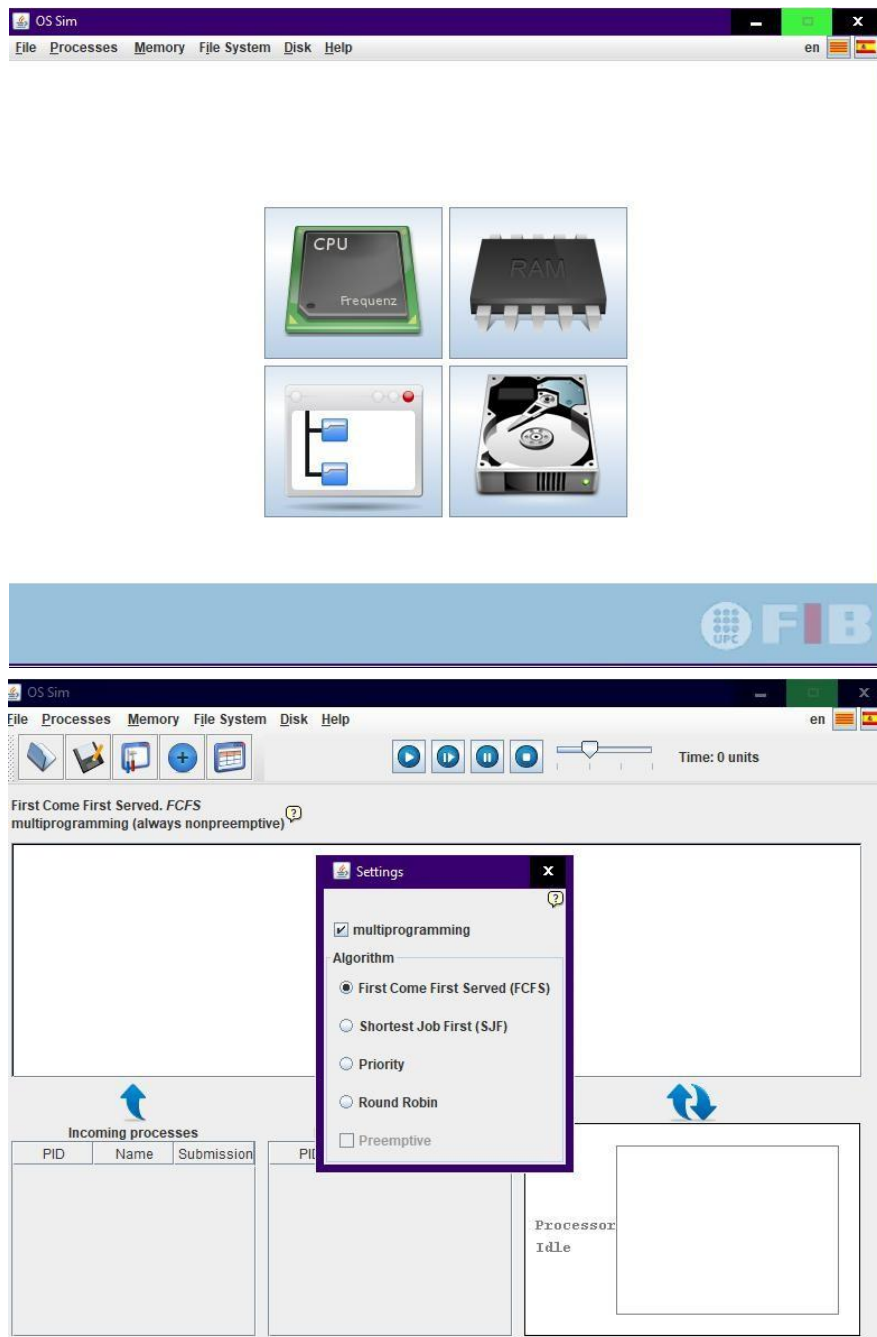 OS Sim
File Processes Memory File System Disk Help en
CPU
Frequenz
RAM
UPC FIB
OS Sim
File Processes Memory File System Disk Help en
Time: 0 units
First Come First Served. FCFS
multiprogramming (always nonpreemptive)
Settings
multiprogramming
Algorithm
First Come First Served (FCFS)
Shortest Job First (SJF)
Priority
Round Robin
Preemptive
Incoming processes
PID Name Submission
Processor
Idle